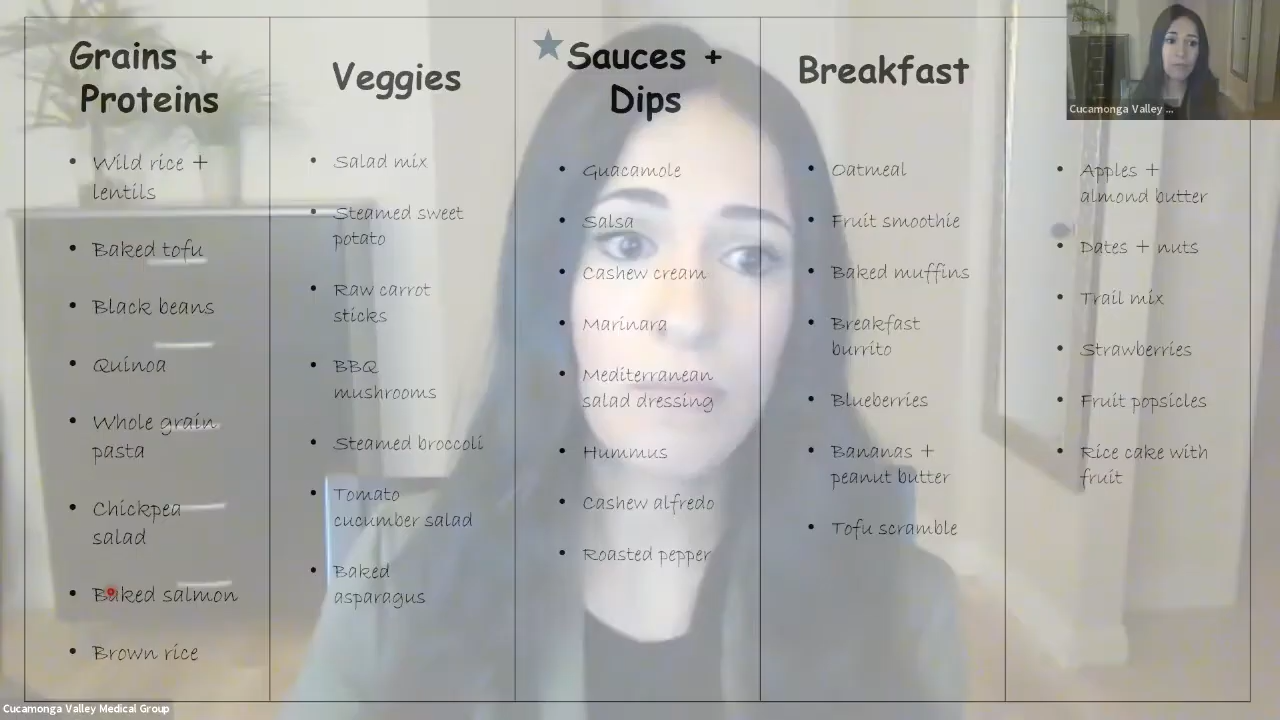 Grains +
Proteins
Wild rice +
lentils
Baked tofu
Black beans
Quinoa
Whole grain
pasta
Chickpea
salad
Baked salmon
Brown rice
Veggies
Salad mix
Steamed sweet
potato
Raw carrot
sticks
BBQ
mushrooms
Steamed broccoli
Tomato
cucumber salad
Baked
asparagus
Sauces +
Dips
Guacamole
Salsa
Cashew cream
Marinara
Mediterranean
salad dressing
Hummus
Cashew alfredo
Roasted pepper
Breakfast
Oatmeal
Fruit smoothie
Baked muffins
Breakfast
burrito
Blueberries
Bananas +
peanut butter
Tofu scramble
Apples +
almond butter
Dates + nuts
Trail mix
Strawberries
Fruit popsicles
Rice cake with
fruit
Cucamonga Valley ...
Cucamonga Valley Medical Group